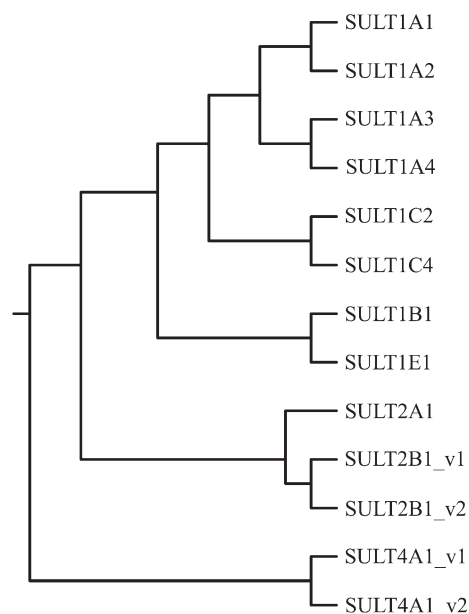 SULT1A1
SULT1A2
SULT1A3
SULT1A4
SULT1C2
SULT1C4
SULT1B1
SULT1E1
SULT2A1
SULT2B1_v1
SULT2B1_v2
SULT4A1_v1
SULT4A1_v2